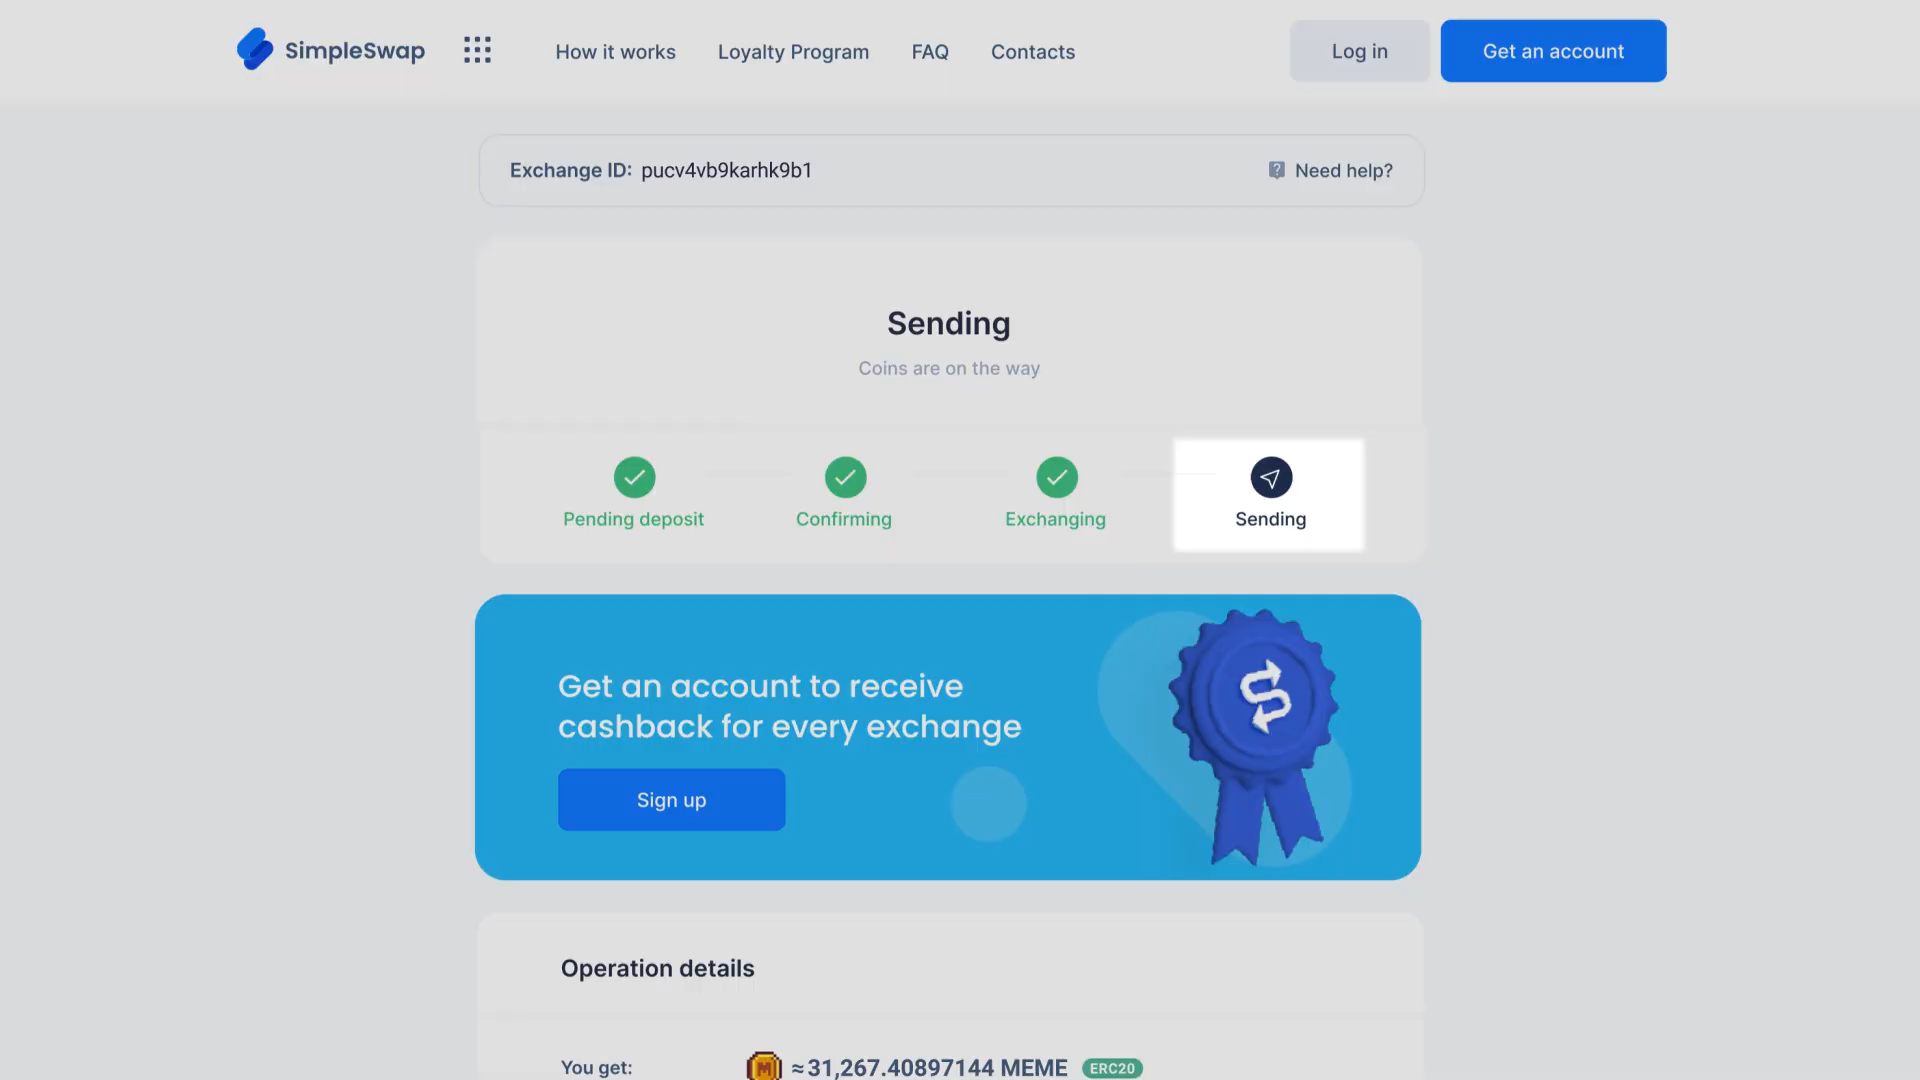 SimpleSwap
How it works
Loyalty Program
FAQ
Contacts
Log in
Get an account
Exchange ID: pucv4vb9karhk9b1
Need help?
Sending
Coins are on the way
Pending deposit
Confirming
Exchanging
Sending
Get an account to receive
cashback for every exchange
Sign up
Operation details
You get:
≈31,267.40897144 MEME ERC20